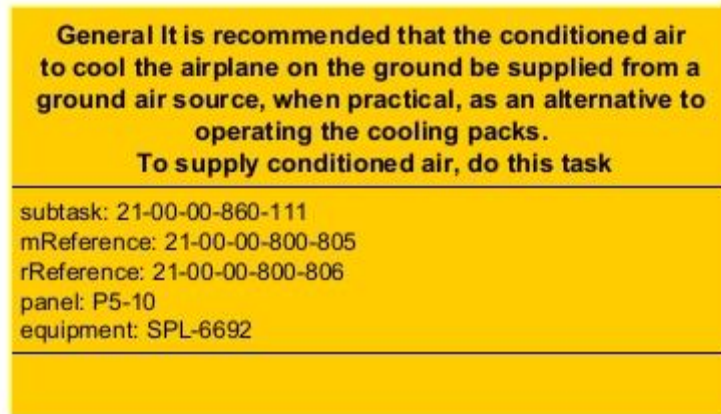 General It is recommended that the conditioned air
to cool the airplane on the ground be supplied from a
ground air source, when practical, as an alternative to
operating the cooling packs.
To supply conditioned air, do this task
subtask: 21-00-00-860-111
mReference: 21-00-00-800-805
rReference: 21-00-00-800-806
panel: P5-10
equipment: SPL-6692